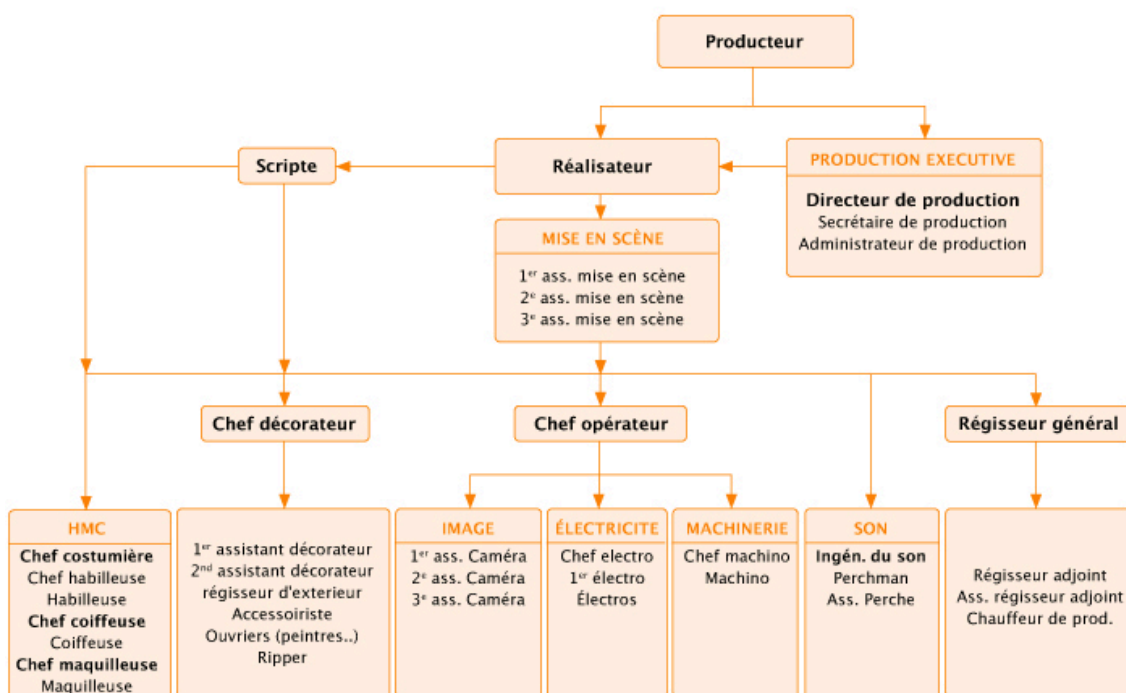 Producteur
Scripte
Réalisateur
PRODUCTION EXECUTIVE
Directeur de production
Secrétaire de production
Administrateur de production
MISE EN SCÈNE
1er ass. mise en scène
2e ass. mise en scène
3e ass. mise en scène
Chef décorateur
Chef opérateur
Régisseur général
HMC
Chef costumière
Chef habilleuse
Habilleuse
Chef coiffeuse
Coiffeuse
Chef maquilleuse
Maquilleuse
1er assistant décorateur
2nd assistant décorateur
régisseur d'exterieur
Accessoiriste
Ouvriers (peintres..)
Ripper
IMAGE
1er ass. Caméra
2e ass. Caméra
3e ass. Caméra
ÉLECTRICITE
Chef electro
1er électro
Électros
MACHINERIE
Chef machino
Machino
SON
Ingén. du son
Perchman
Ass. Perche
Régisseur adjoint
Ass. régisseur adjoint
Chauffeur de prod.